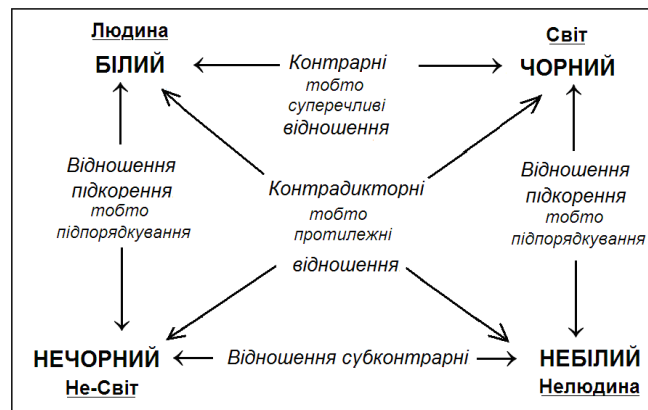 Людина
БІЛИЙ
Контрарні
тобто
суперечливі
відношення
Світ
ЧОРНИЙ
Відношення
підкорення
тобто
підпорядкування
Контрадикторні
тобто
протилежні
відношення
Відношення
підкорення
тобто
підпорядкування
НЕЧОРНИЙ
Не-Світ
Відношення субконтрарні
НЕБІЛИЙ
Нелюдина